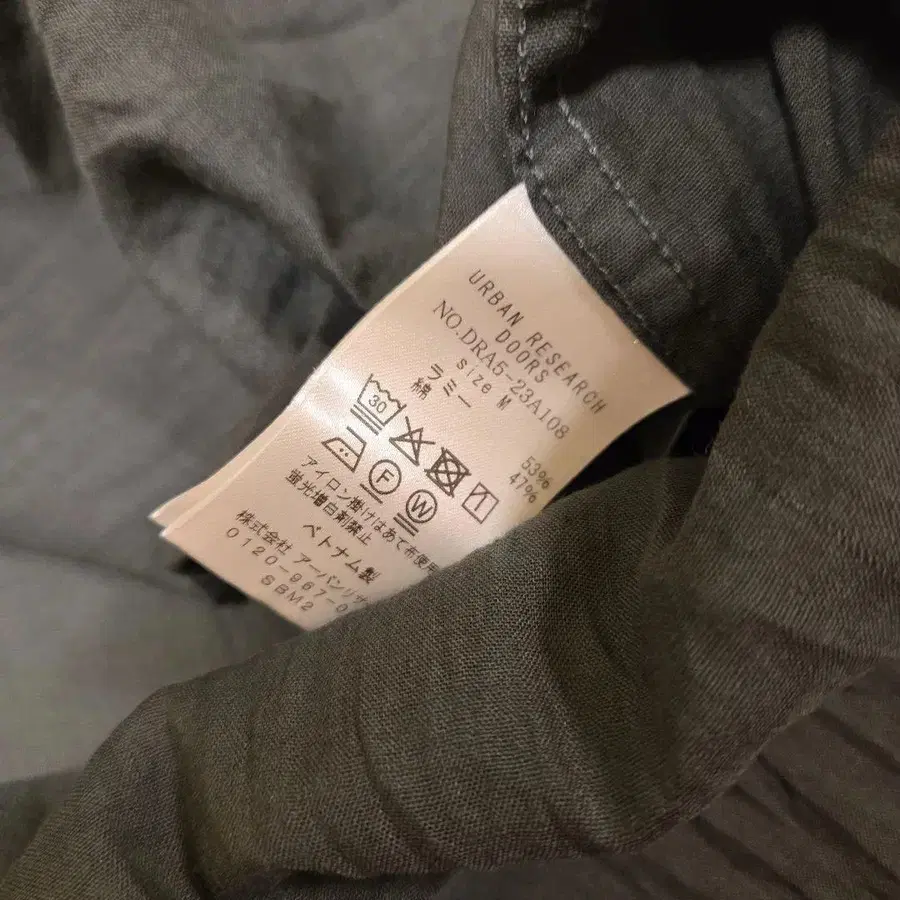 URBAN RESEARCH
DOORS
NO.DRA5-23A108
size M
ラミー 53%
綿 47%
30
F W
アイロン掛けはあて布使用
蛍光増白剤禁止
ベトナム製
株式会社 アーバンリサ
0120-967-0
SBM2